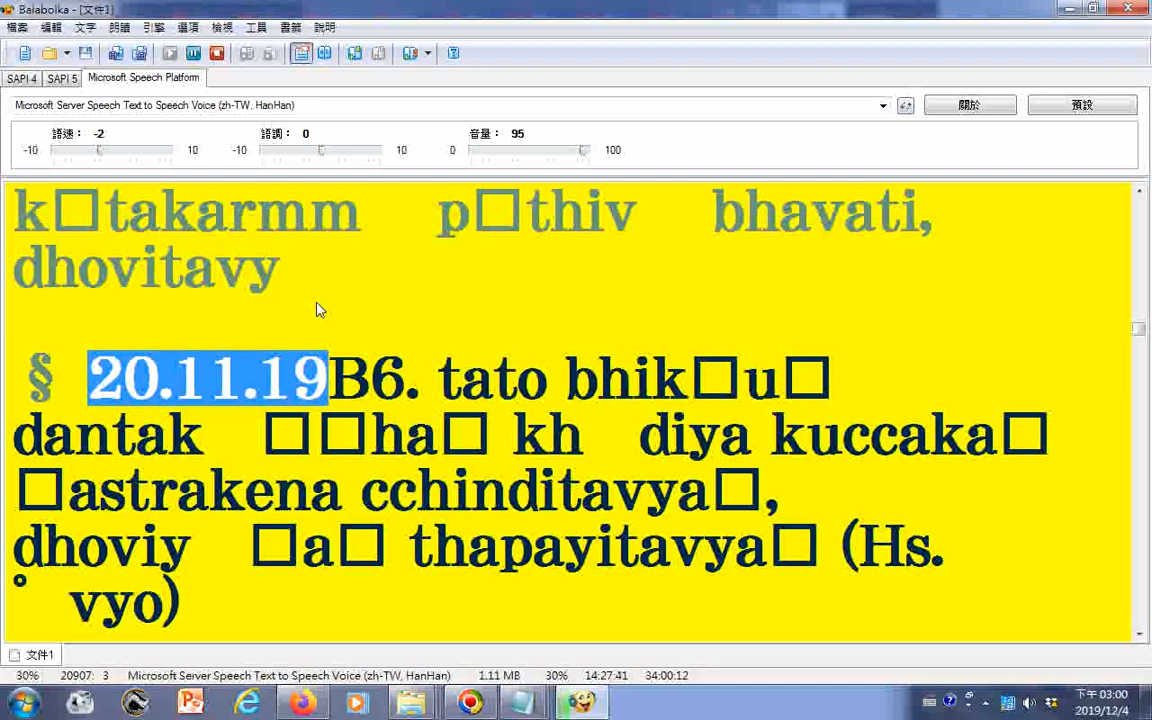 Balabolka - [文件1]
檔案 編輯 文字 朗讀 引擎 選項 檢視 工具 書籤 說明
SAPI 4 SAPI 5 Microsoft Speech Platform
Microsoft Server Speech Text to Speech Voice (zh-TW, HanHan) 關於 預設
語速： -2 語調： 0 音量： 95
-10 10 -10 10 0 100
k□takarmm p□thiv bhavati,
dhovitavy
§ 20.11.19B6. tato bhik□u□
dantak □□ha□ kh diya kuccaka□
□astrakena cchinditavya□,
dhoviy □a□ thapayitavya□ (Hs.
° vyo)
文件1
30% 20907: 3 Microsoft Server Speech Text to Speech Voice (zh-TW, HanHan) 1.11 MB 30% 14:27:41 34:00:12
下午 03:00
2019/12/4